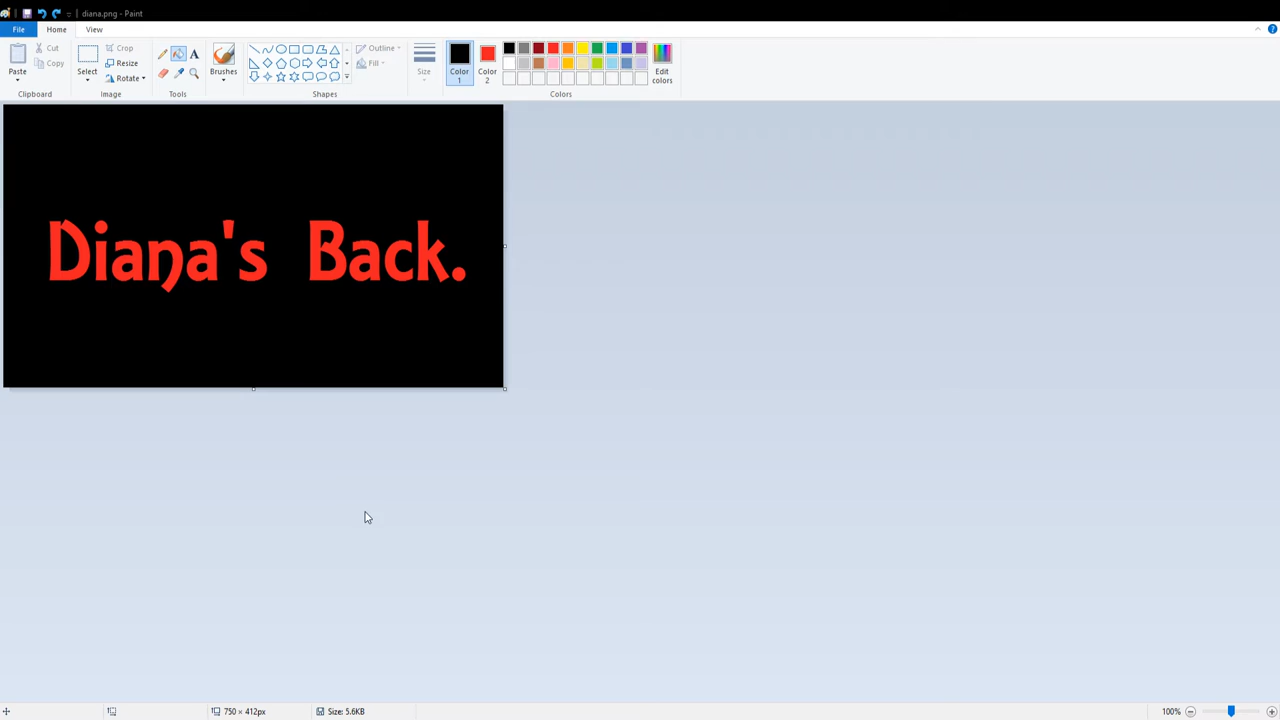 diana.png - Paint
File Home View
Paste
Cut
Copy
Clipboard
Select
Crop
Resize
Rotate
Image
A
Tools
Brushes
Shapes
Outline
Fill
Size
Color 1
Color 2
Edit colors
Colors
Diana's Back.
750 × 412px
Size: 5.6KB
100%